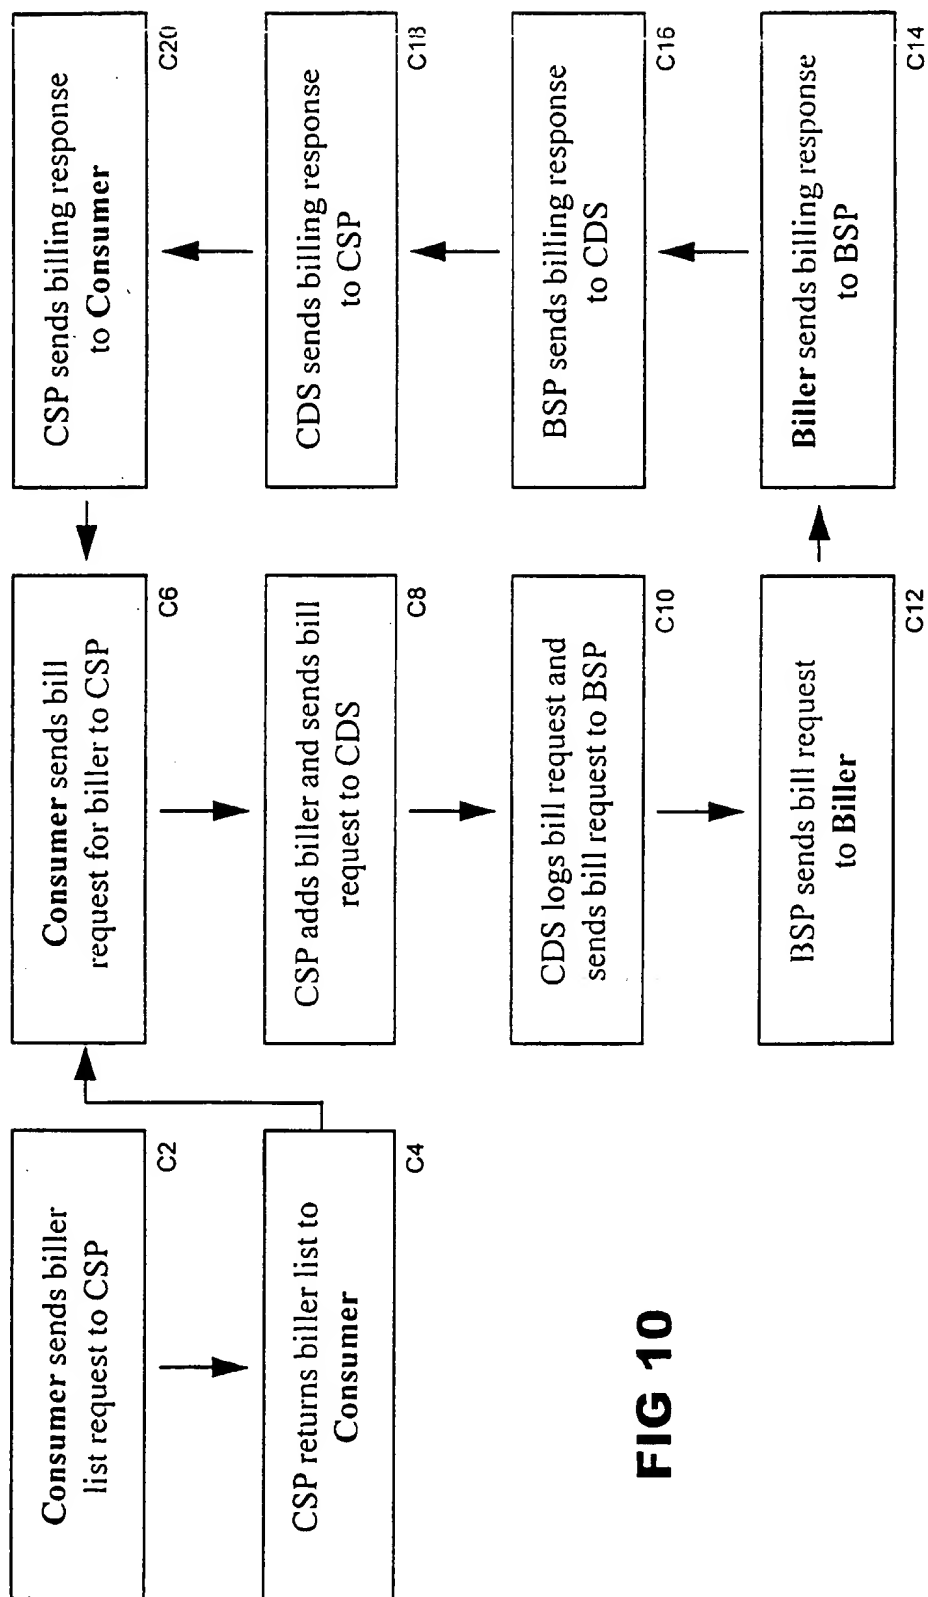 Consumer sends biller
list request to CSP
C2
CSP returns biller list to
Consumer
C4
Consumer sends bill
request for biller to CSP
C6
CSP adds biller and sends bill
request to CDS
C8
CDS logs bill request and
sends bill request to BSP
C10
BSP sends bill request
to Biller
C12
Biller sends billing response
to BSP
C14
BSP sends billing response
to CDS
C16
CDS sends billing response
to CSP
C18
CSP sends billing response
to Consumer
C20
FIG 10